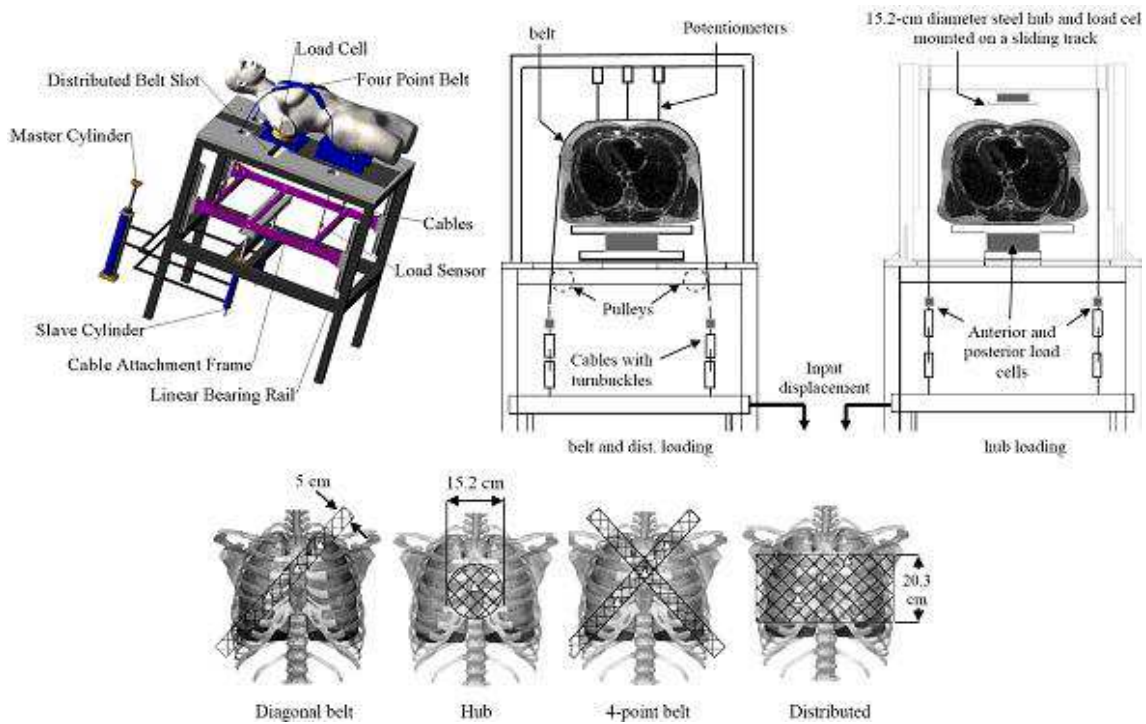 Load Cell
Distributed Belt Slot
Four Point Belt
Master Cylinder
Cables
Load Sensor
Slave Cylinder
Cable Attachment Frame
Linear Bearing Rail
belt
Potentiometers
Pulleys
Cables with
turnbuckles
Input
displacement
belt and dist. loading
15.2-cm diameter steel hub and load cell
mounted on a sliding track
Anterior and
posterior load
cells
hub loading
5 cm
15.2 cm
20.3
cm
Diagonal belt
Hub
4-point belt
Distributed